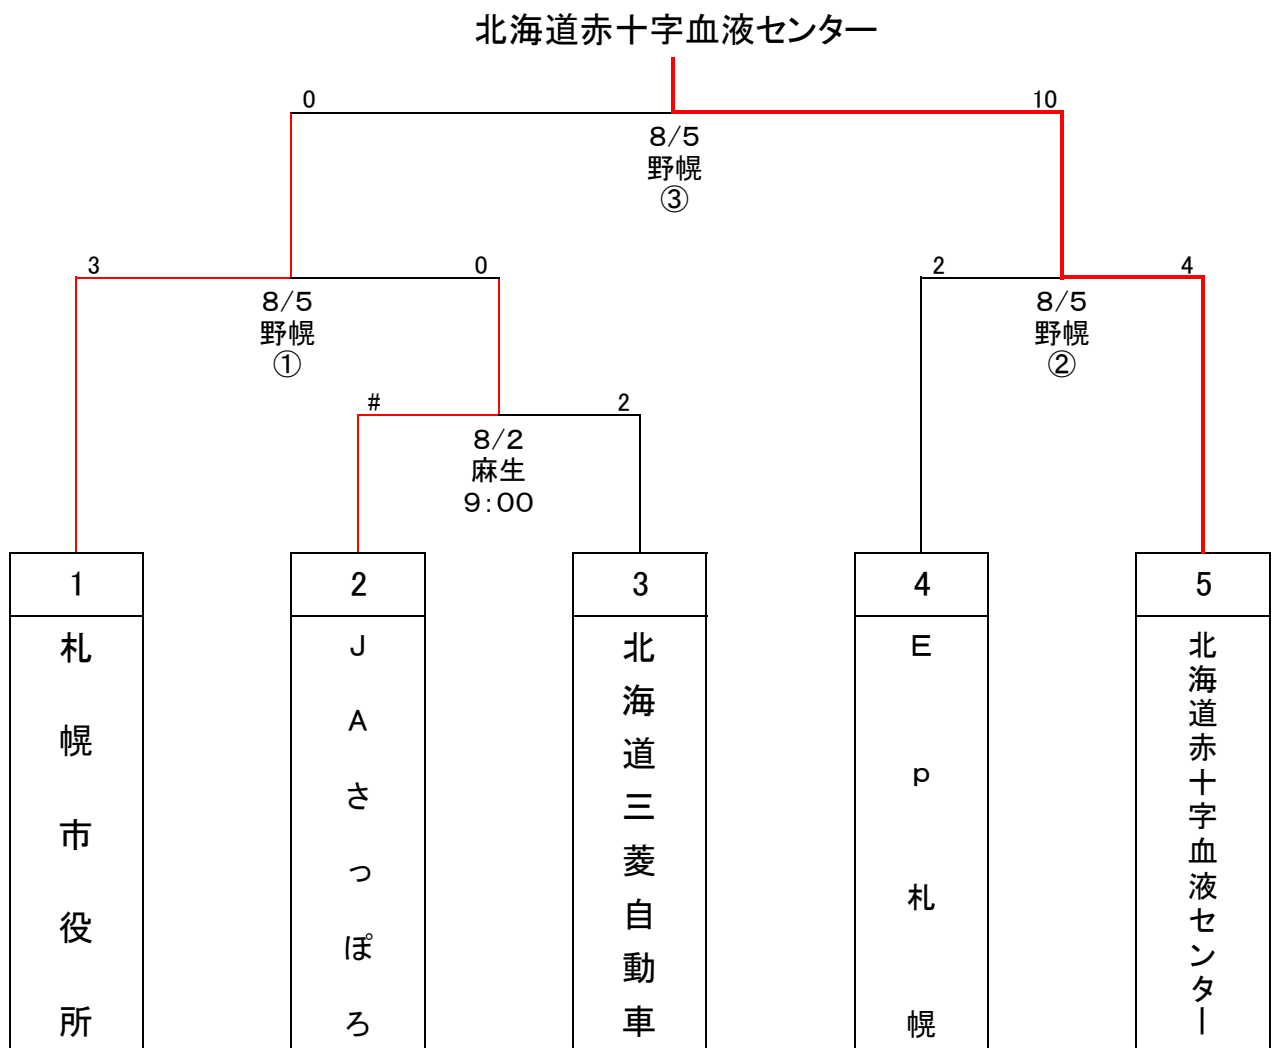 北海道赤十字血液センター
0
10
8/5
野幌
③
3
0
2
4
8/5
野幌
①
8/5
野幌
②
#
2
8/2
麻生
9:00
1
2
3
4
5
札幌市役所
JAさっぽろ
北海道三菱自動車
Ep札幌
北海道赤十字血液センター